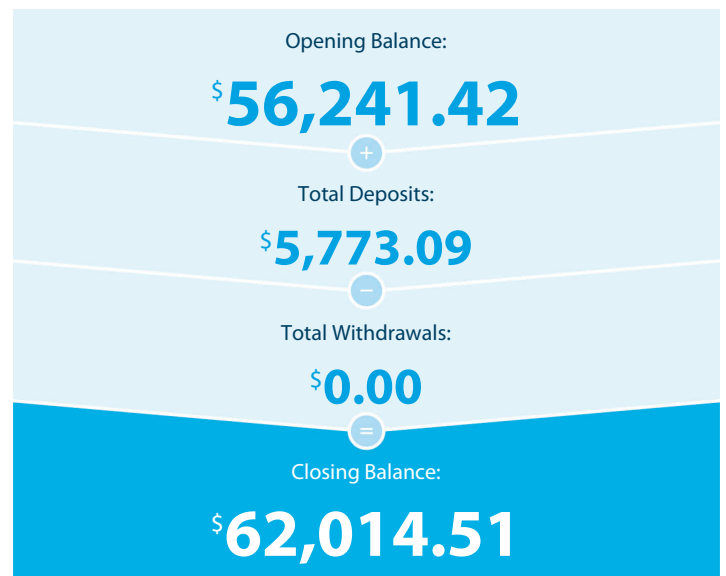 Opening Balance:
$56,241.42
+
Total Deposits:
$5,773.09
−
Total Withdrawals:
$0.00
=
Closing Balance:
$62,014.51